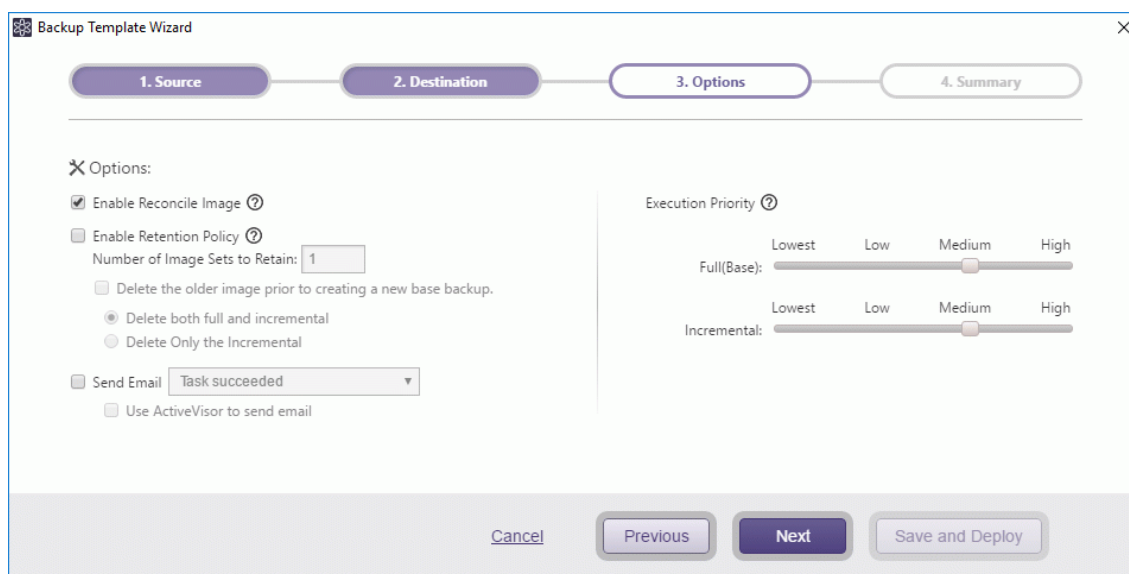 Backup Template Wizard
1. Source
2. Destination
3. Options
4. Summary
Options:
Enable Reconcile Image ?
Enable Retention Policy ?
Number of Image Sets to Retain: 1
Delete the older image prior to creating a new base backup.
Delete both full and incremental
Delete Only the Incremental
Send Email Task succeeded
Use ActiveVisor to send email
Execution Priority ?
Lowest Low Medium High
Full(Base):
Lowest Low Medium High
Incremental:
Cancel
Previous
Next
Save and Deploy